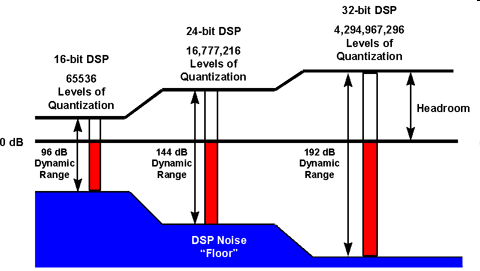 16-bit DSP
65536
Levels of
Quantization
24-bit DSP
16,777,216
Levels of
Quantization
32-bit DSP
4,294,967,296
Levels of
Quantization
Headroom
0 dB
96 dB
Dynamic
Range
144 dB
Dynamic
Range
192 dB
Dynamic
Range
DSP Noise
“Floor”